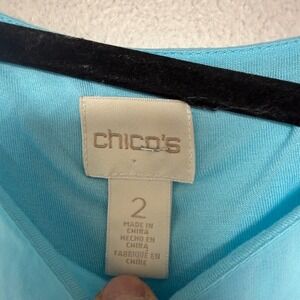 chico's
2
MADE IN
CHINA
HECHO EN
CHINA
FABRIQUÉ EN
CHINE